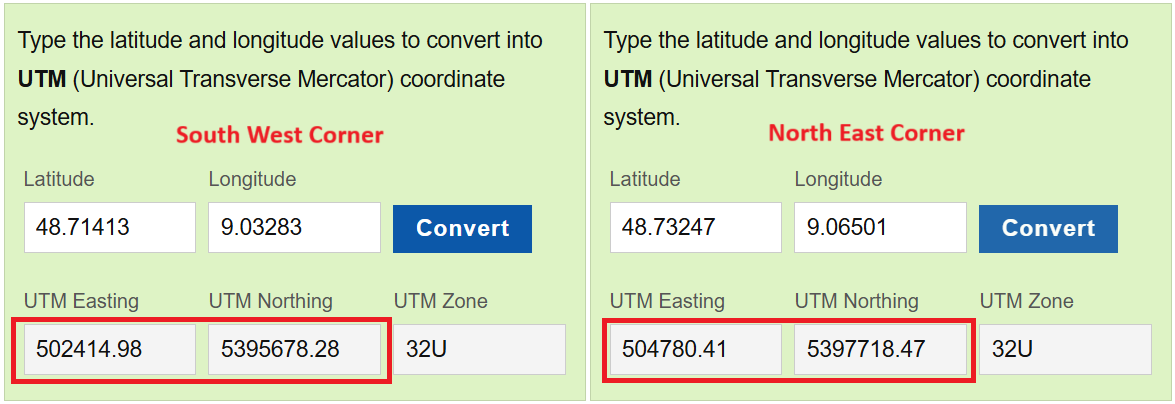 Type the latitude and longitude values to convert into
UTM (Universal Transverse Mercator) coordinate
system.
South West Corner
Latitude Longitude
48.71413 9.03283 Convert
UTM Easting UTM Northing UTM Zone
502414.98 5395678.28 32U
Type the latitude and longitude values to convert into
UTM (Universal Transverse Mercator) coordinate
system.
North East Corner
Latitude Longitude
48.73247 9.06501 Convert
UTM Easting UTM Northing UTM Zone
504780.41 5397718.47 32U